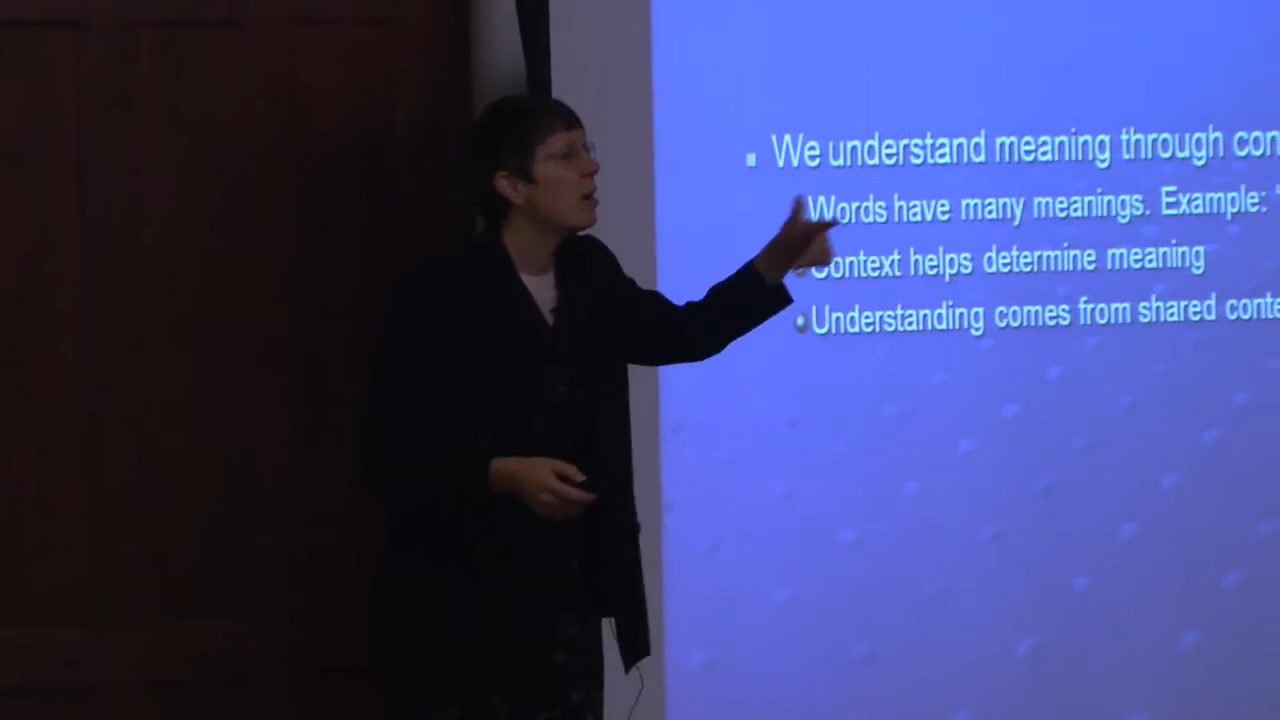 We understand meaning through con
Words have many meanings. Example: "
Context helps determine meaning
Understanding comes from shared conte